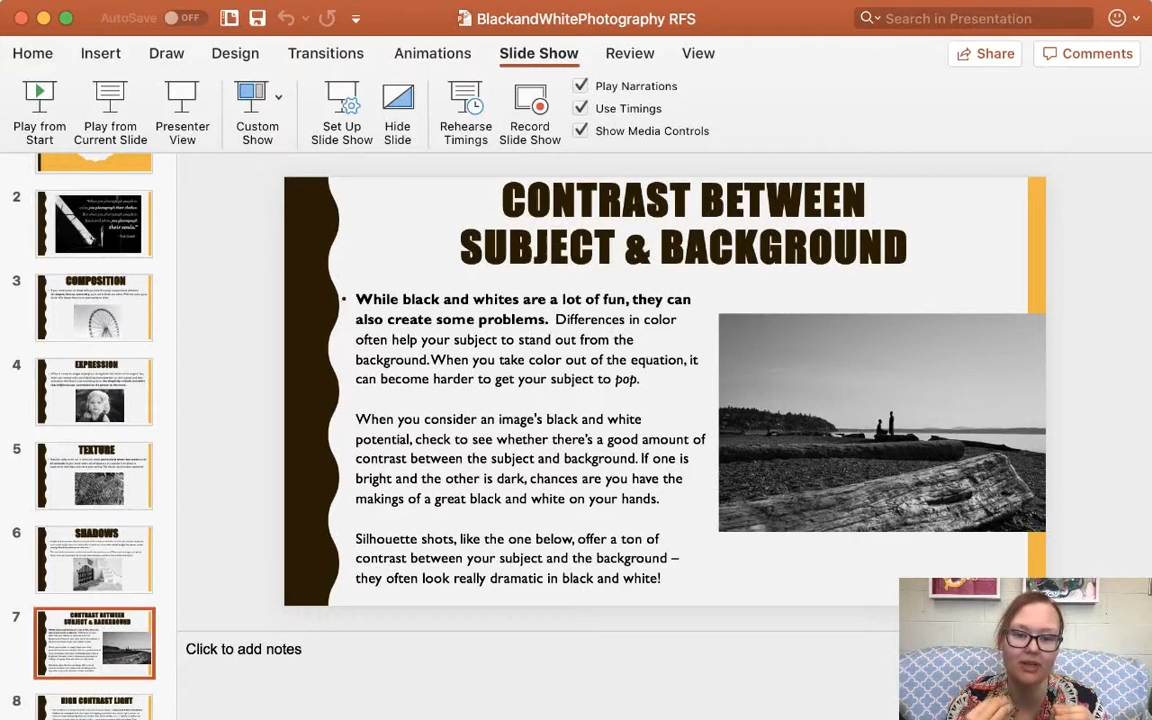 AutoSave OFF
BlackandWhitePhotography RFS
Search in Presentation
Home Insert Draw Design Transitions Animations Slide Show Review View Share Comments
Play from Start
Play from Current Slide
Presenter View
Custom Show
Set Up Slide Show
Hide Slide
Rehearse Timings
Record Slide Show
Play Narrations
Use Timings
Show Media Controls
2
3
COMPOSITION
4
EXPRESSION
5
TEXTURE
6
SHADOWS
7
CONTRAST BETWEEN
SUBJECT & BACKGROUND
8
HIGH CONTRAST LIGHT
CONTRAST BETWEEN
SUBJECT & BACKGROUND
• While black and whites are a lot of fun, they can
also create some problems. Differences in color
often help your subject to stand out from the
background. When you take color out of the equation, it
can become harder to get your subject to pop.
When you consider an image's black and white
potential, check to see whether there's a good amount of
contrast between the subject and background. If one is
bright and the other is dark, chances are you have the
makings of a great black and white on your hands.
Silhouette shots, like the one below, offer a ton of
contrast between your subject and the background –
they often look really dramatic in black and white!
Click to add notes